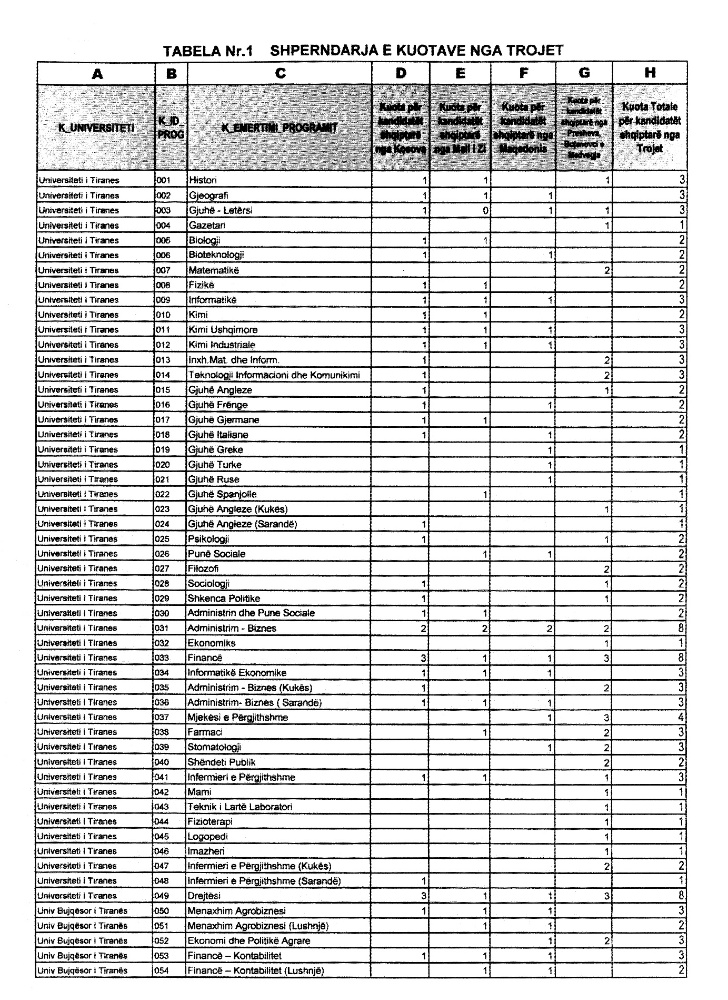 TABELA Nr.1 SHPERNDARJA E KUOTAVE NGA TROJET
A B C D E F G H
K_UNIVERSITETI K_ID_PROG K_EMERTIMI_PROGRAMIT Kuota për kandidatët shqiptarë nga Kosova Kuota për kandidatët shqiptarë nga Mali i Zi Kuota për kandidatët shqiptarë nga Maqedonia Kuota për kandidatët shqiptarë nga Presheva, Bujanovci e Medvegja Kuota Totale për kandidatët shqiptarë nga Trojet
Universiteti i Tiranes 001 Histori 1 1 1 3
Universiteti i Tiranes 002 Gjeografi 1 1 1 3
Universiteti i Tiranes 003 Gjuhë - Letërsi 1 0 1 1 3
Universiteti i Tiranes 004 Gazetari 1 1
Universiteti i Tiranes 005 Biologji 1 1 2
Universiteti i Tiranes 006 Bioteknologji 1 1 2
Universiteti i Tiranes 007 Matematikë 2 2
Universiteti i Tiranes 008 Fizikë 1 1 2
Universiteti i Tiranes 009 Informatikë 1 1 1 3
Universiteti i Tiranes 010 Kimi 1 1 2
Universiteti i Tiranes 011 Kimi Ushqimore 1 1 1 3
Universiteti i Tiranes 012 Kimi Industriale 1 1 1 3
Universiteti i Tiranes 013 Inxh.Mat. dhe Inform. 1 2 3
Universiteti i Tiranes 014 Teknologji Informacioni dhe Komunikimi 1 2 3
Universiteti i Tiranes 015 Gjuhë Angleze 1 1 2
Universiteti i Tiranes 016 Gjuhë Frënge 1 1 2
Universiteti i Tiranes 017 Gjuhë Gjermane 1 1 2
Universiteti i Tiranes 018 Gjuhë Italiane 1 1 2
Universiteti i Tiranes 019 Gjuhë Greke 1 1
Universiteti i Tiranes 020 Gjuhë Turke 1 1
Universiteti i Tiranes 021 Gjuhë Ruse 1 1
Universiteti i Tiranes 022 Gjuhë Spanjolle 1 1
Universiteti i Tiranes 023 Gjuhë Angleze (Kukës) 1 1
Universiteti i Tiranes 024 Gjuhë Angleze (Sarandë) 1 1
Universiteti i Tiranes 025 Psikologji 1 1 2
Universiteti i Tiranes 026 Punë Sociale 1 1 2
Universiteti i Tiranes 027 Filozofi 2 2
Universiteti i Tiranes 028 Sociologji 1 1 2
Universiteti i Tiranes 029 Shkenca Politike 1 1 2
Universiteti i Tiranes 030 Administrin dhe Pune Sociale 1 1 2
Universiteti i Tiranes 031 Administrim - Biznes 2 2 2 2 8
Universiteti i Tiranes 032 Ekonomiks 1 1
Universiteti i Tiranes 033 Financë 3 1 1 3 8
Universiteti i Tiranes 034 Informatikë Ekonomike 1 1 1 3
Universiteti i Tiranes 035 Administrim - Biznes (Kukës) 1 2 3
Universiteti i Tiranes 036 Administrim- Biznes ( Sarandë) 1 1 1 3
Universiteti i Tiranes 037 Mjekësi e Përgjithshme 1 3 4
Universiteti i Tiranes 038 Farmaci 1 2 3
Universiteti i Tiranes 039 Stomatologji 1 2 3
Universiteti i Tiranes 040 Shëndeti Publik 2 2
Universiteti i Tiranes 041 Infermieri e Përgjithshme 1 1 1 3
Universiteti i Tiranes 042 Mami 1 1
Universiteti i Tiranes 043 Teknik i Lartë Laboratori 1 1
Universiteti i Tiranes 044 Fizioterapi 1 1
Universiteti i Tiranes 045 Logopedi 1 1
Universiteti i Tiranes 046 Imazheri 1 1
Universiteti i Tiranes 047 Infermieri e Përgjithshme (Kukës) 2 2
Universiteti i Tiranes 048 Infermieri e Përgjithshme (Sarandë) 1 1
Universiteti i Tiranes 049 Drejtësi 3 1 1 3 8
Univ Bujqësor i Tiranës 050 Menaxhim Agrobiznesi 1 1 1 3
Univ Bujqësor i Tiranës 051 Menaxhim Agrobiznesi (Lushnjë) 1 1 2
Univ Bujqësor i Tiranës 052 Ekonomi dhe Politikë Agrare 1 2 3
Univ Bujqësor i Tiranës 053 Financë – Kontabilitet 1 1 1 3
Univ Bujqësor i Tiranës 054 Financë – Kontabilitet (Lushnjë) 1 1 2